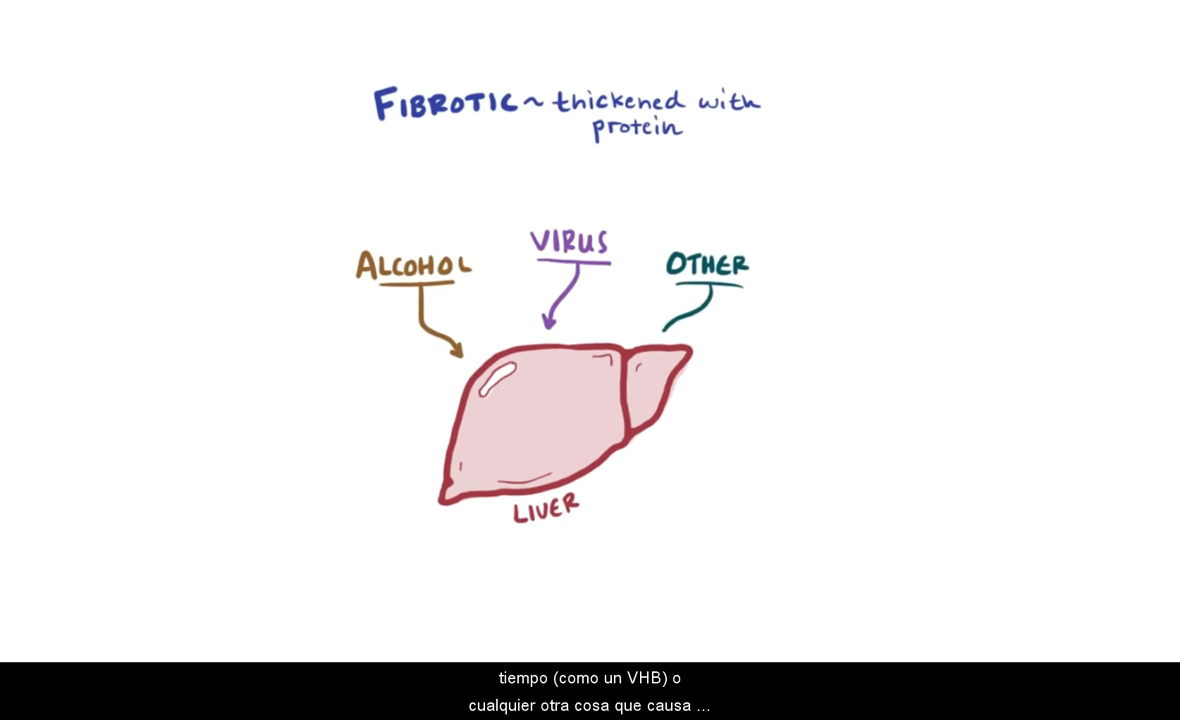 FIBROTIC ~ thickened with
protein
VIRUS
ALCOHOL
OTHER
LIVER
tiempo (como un VHB) o
cualquier otra cosa que causa ...